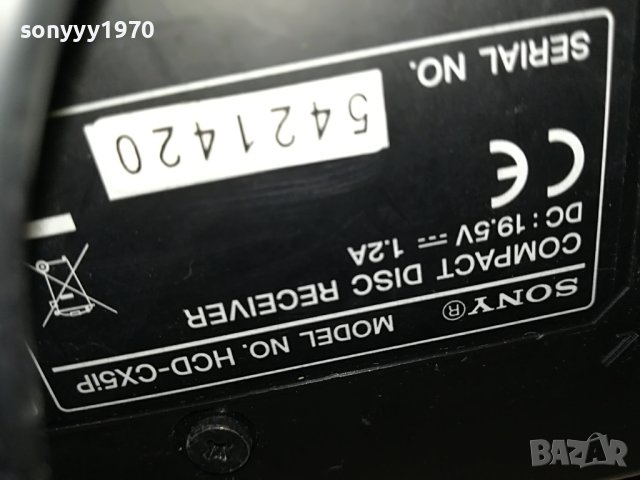 sonyyy1970
SONY® MODEL NO. HCD-CX5iP
COMPACT DISC RECEIVER
DC: 19.5V ⎓ 1.2A
CE
SERIAL NO.
5421420
BAZAR